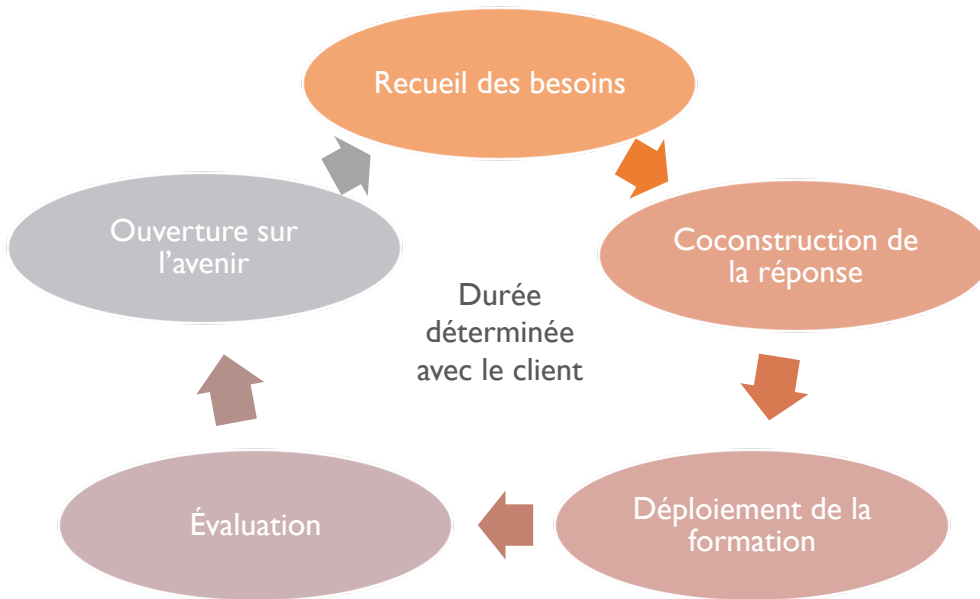 Recueil des besoins
Coconstruction de
la réponse
Déploiement de la
formation
Évaluation
Ouverture sur
l’avenir
Durée
déterminée
avec le client